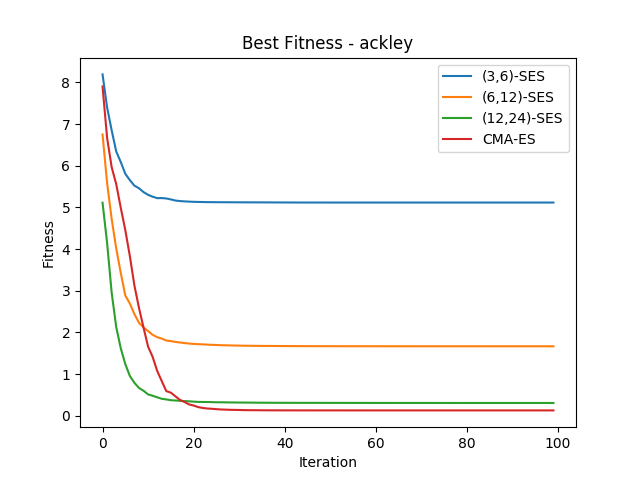 Best Fitness - ackley
8
7
6
5
4
3
2
1
0
Fitness
(3,6)-SES
(6,12)-SES
(12,24)-SES
CMA-ES
0 20 40 60 80 100
Iteration